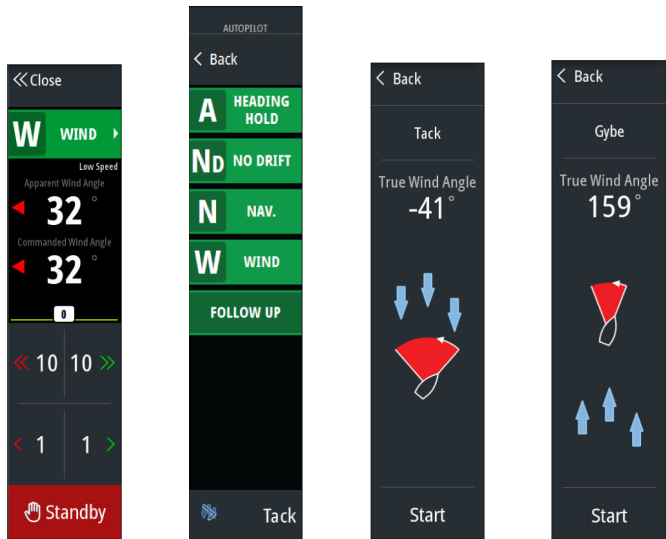 Close
W WIND
Low Speed
Apparent Wind Angle
32°
Commanded Wind Angle
32°
0
10 10
1 1
Standby
AUTOPILOT
Back
A HEADING
HOLD
ND NO DRIFT
N NAV.
W WIND
FOLLOW UP
Tack
Back
Tack
True Wind Angle
-41°
Start
Back
Gybe
True Wind Angle
159°
Start